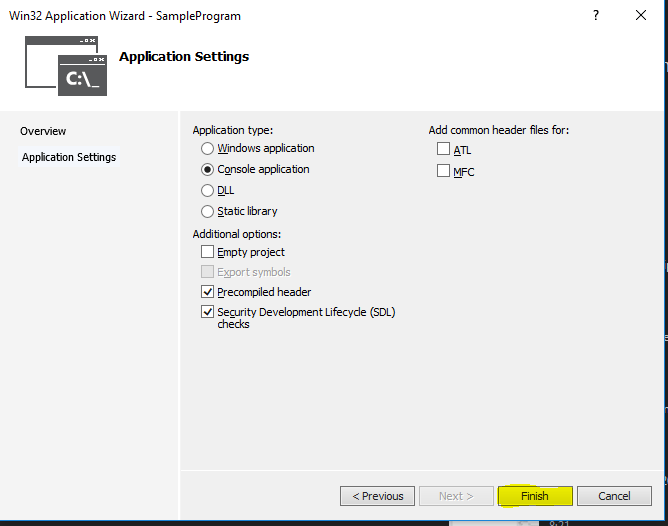 Win32 Application Wizard - SampleProgram
?
C:\_
Application Settings
Overview
Application Settings
Application type:
Windows application
Console application
DLL
Static library
Additional options:
Empty project
Export symbols
Precompiled header
Security Development Lifecycle (SDL)
checks
Add common header files for:
ATL
MFC
< Previous
Next >
Finish
Cancel